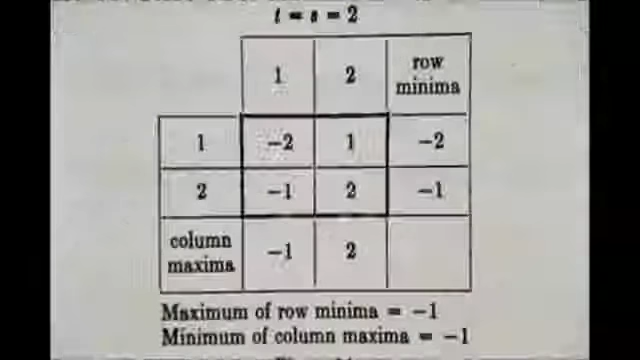 t = s = 2
1 2 row minima
1 −2 1 −2
2 −1 2 −1
column maxima −1 2
Maximum of row minima = −1
Minimum of column maxima = −1